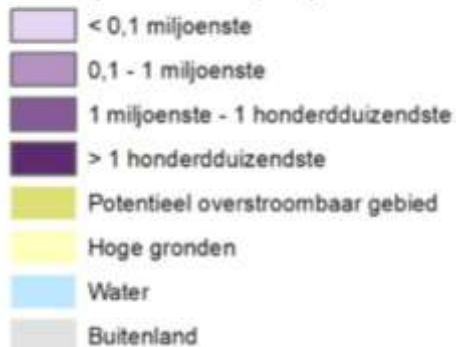 < 0,1 miljoenste
0,1 - 1 miljoenste
1 miljoenste - 1 honderdduizendste
> 1 honderdduizendste
Potentieel overstroombaar gebied
Hoge gronden
Water
Buitenland